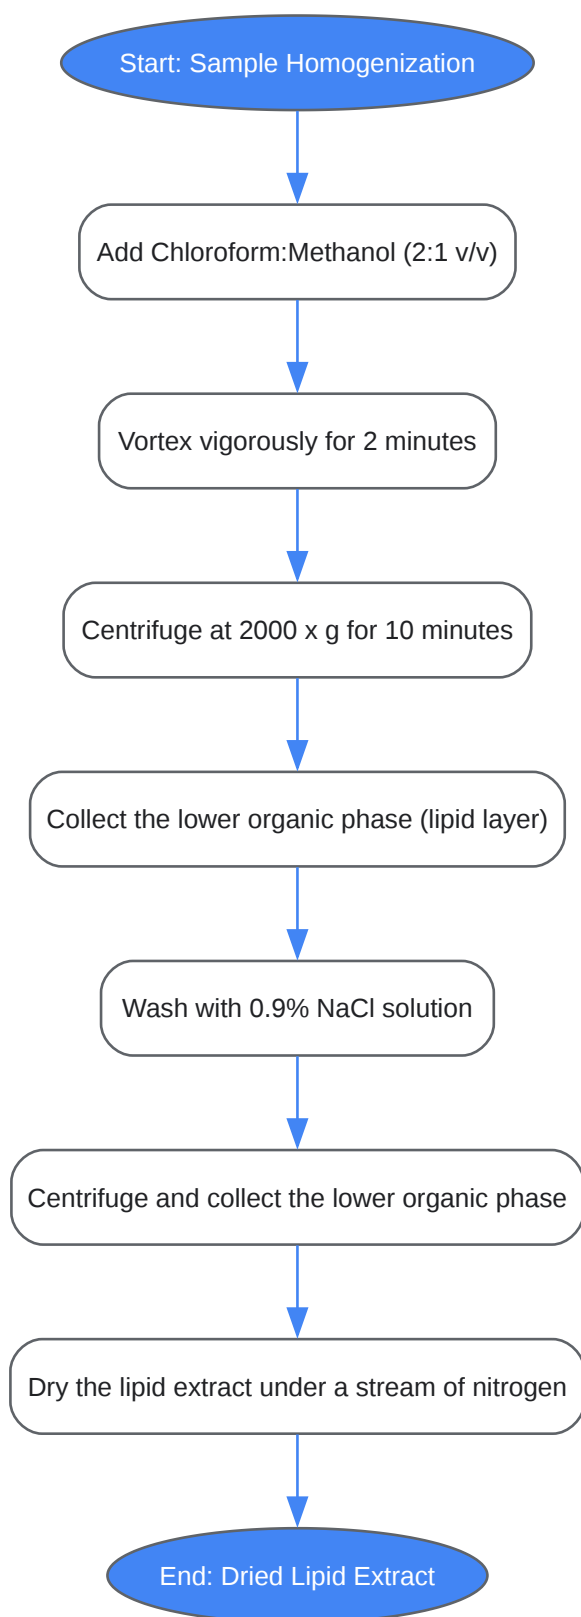 Start: Sample Homogenization
Add Chloroform:Methanol (2:1 v/v)
Vortex vigorously for 2 minutes
Centrifuge at 2000 x g for 10 minutes
Collect the lower organic phase (lipid layer)
Wash with 0.9% NaCl solution
Centrifuge and collect the lower organic phase
Dry the lipid extract under a stream of nitrogen
End: Dried Lipid Extract